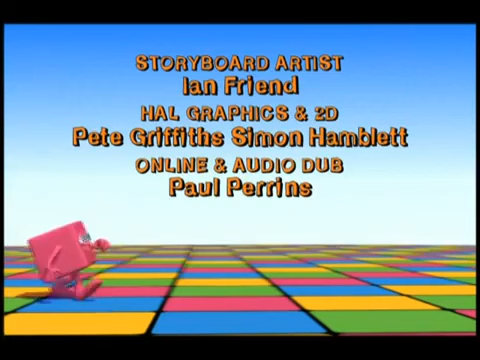 STORYBOARD ARTIST
Ian Friend
HAL GRAPHICS & 2D
Pete Griffiths Simon Hamblett
ONLINE & AUDIO DUB
Paul Perrins